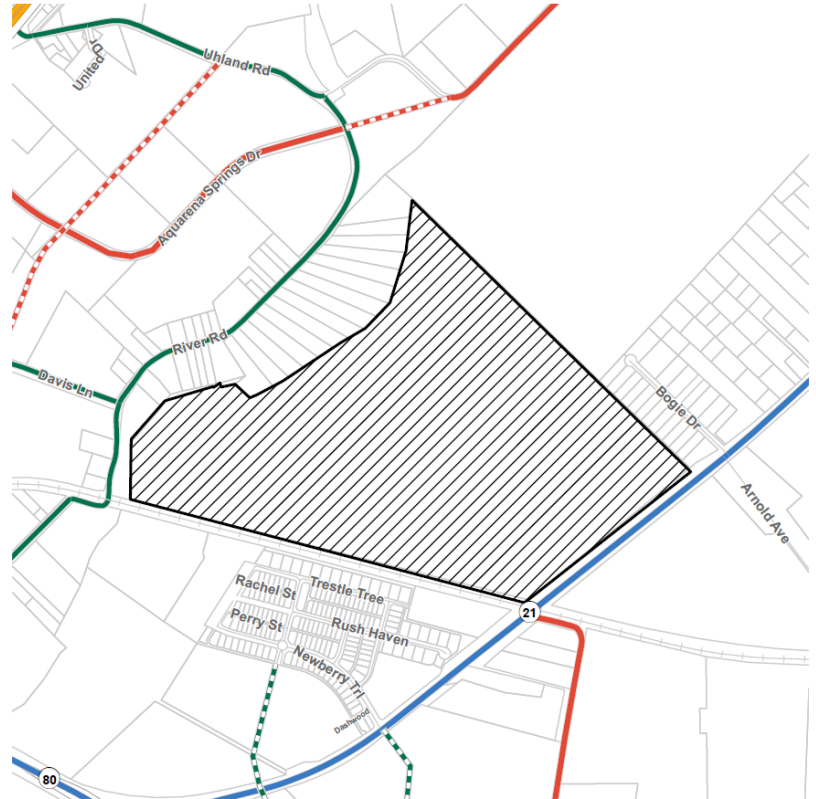 Uhland Rd
United Dr
Aquarena Springs Dr
River Rd
Davis Ln
Bogie Dr
Arnold Ave
21
Trestle Tree
Rachel St
Rush Haven
Perry St
Newberry Trl
Dashwood
80